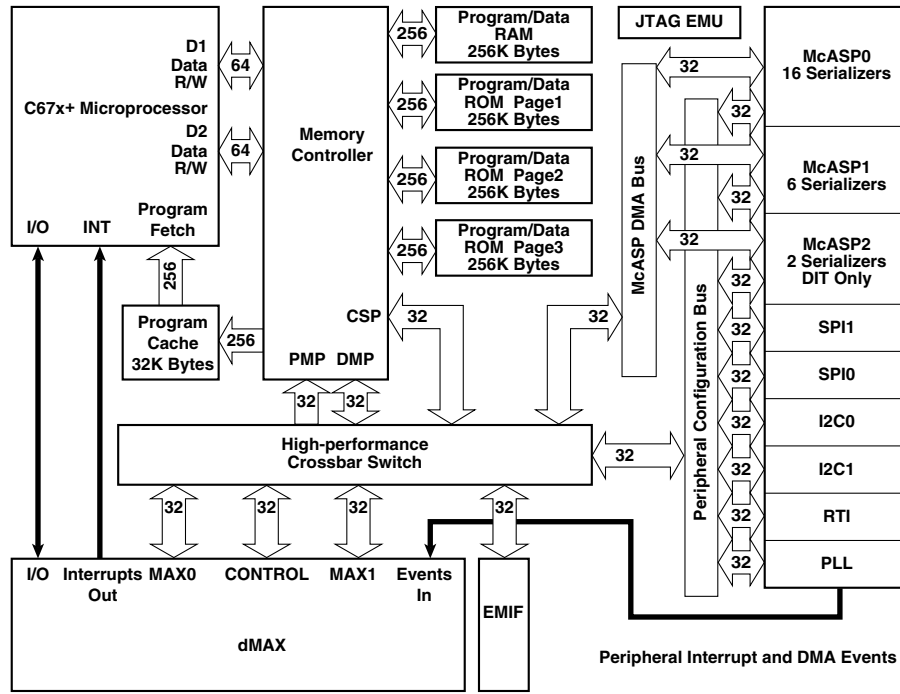 D1
Data
R/W
64
C67x+ Microprocessor
D2
Data
R/W
64
I/O
INT
Program
Fetch
256
Program
Cache
32K Bytes
256
Memory
Controller
CSP
32
PMP
DMP
32
32
256
Program/Data
RAM
256K Bytes
256
Program/Data
ROM Page1
256K Bytes
256
Program/Data
ROM Page2
256K Bytes
256
Program/Data
ROM Page3
256K Bytes
JTAG EMU
McASP DMA Bus
32
Peripheral Configuration Bus
32
32
32
McASP0
16 Serializers
32
32
McASP1
6 Serializers
32
32
McASP2
2 Serializers
DIT Only
32
32
SPI1
32
SPI0
32
I2C0
32
I2C1
32
RTI
32
PLL
High-performance
Crossbar Switch
32
32
32
32
I/O
Interrupts
Out
MAX0
CONTROL
MAX1
Events
In
dMAX
EMIF
Peripheral Interrupt and DMA Events